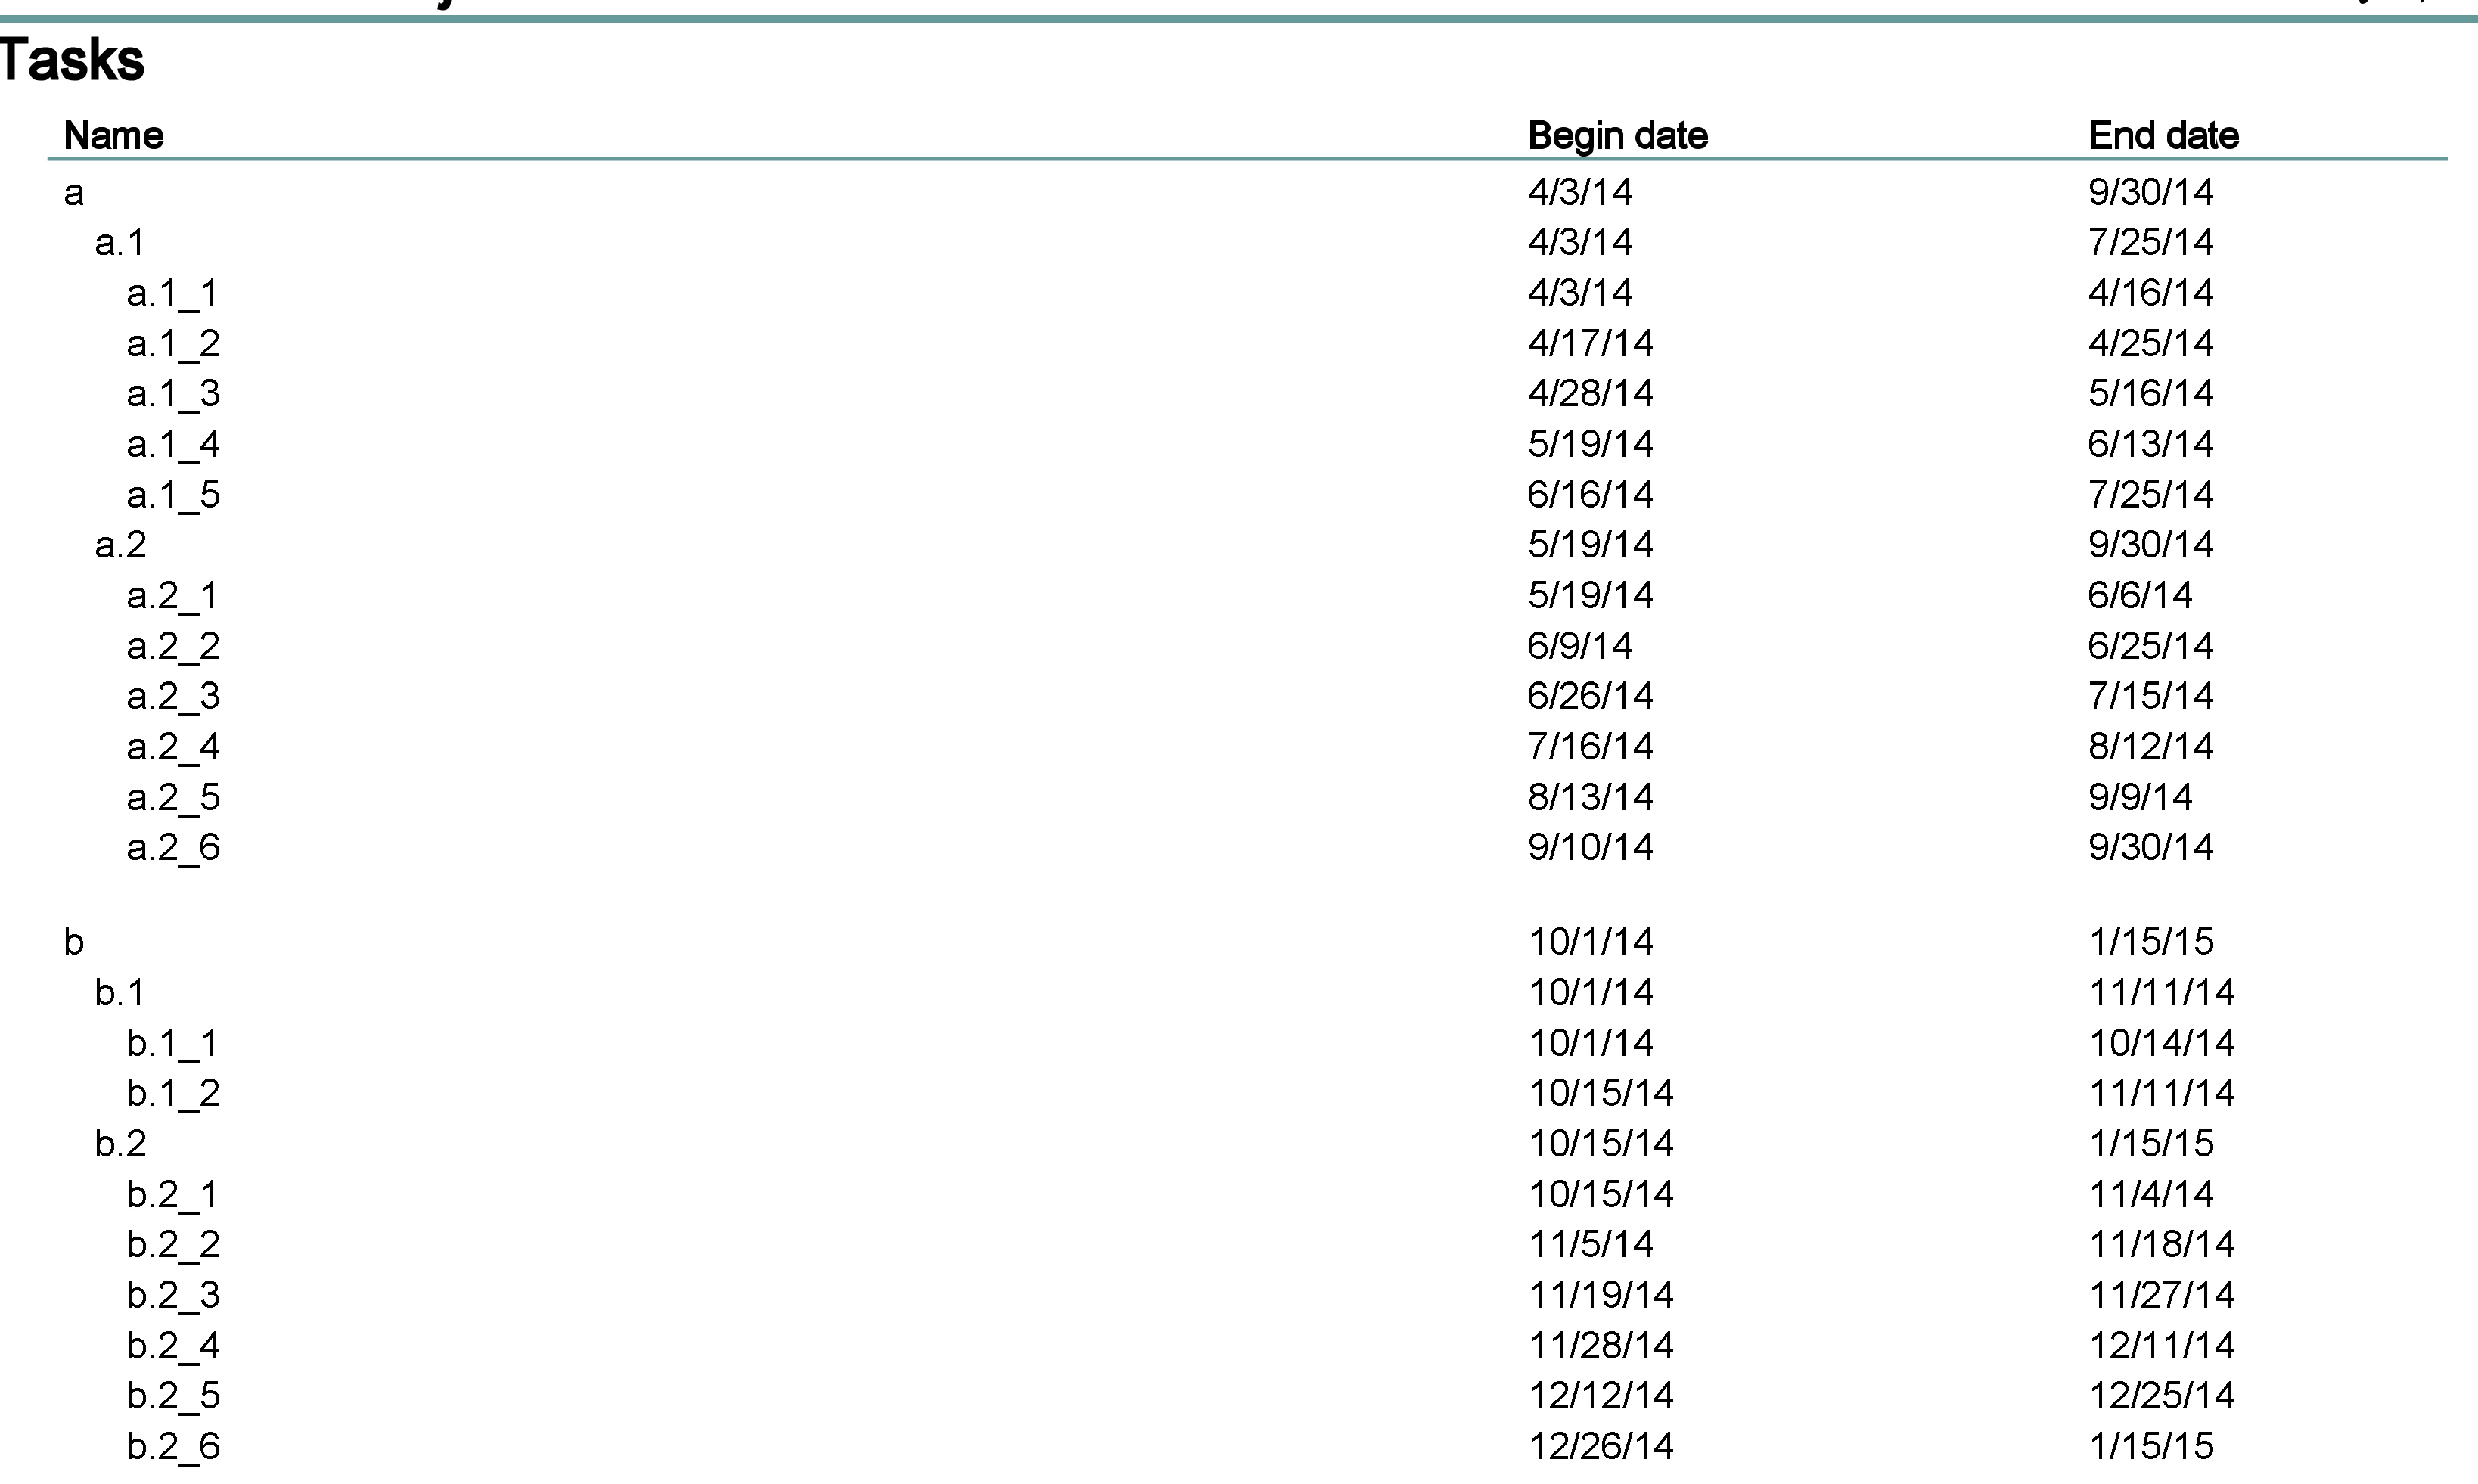 Tasks
Name Begin date End date
a 4/3/14 9/30/14
a.1 4/3/14 7/25/14
a.1_1 4/3/14 4/16/14
a.1_2 4/17/14 4/25/14
a.1_3 4/28/14 5/16/14
a.1_4 5/19/14 6/13/14
a.1_5 6/16/14 7/25/14
a.2 5/19/14 9/30/14
a.2_1 5/19/14 6/6/14
a.2_2 6/9/14 6/25/14
a.2_3 6/26/14 7/15/14
a.2_4 7/16/14 8/12/14
a.2_5 8/13/14 9/9/14
a.2_6 9/10/14 9/30/14
b 10/1/14 1/15/15
b.1 10/1/14 11/11/14
b.1_1 10/1/14 10/14/14
b.1_2 10/15/14 11/11/14
b.2 10/15/14 1/15/15
b.2_1 10/15/14 11/4/14
b.2_2 11/5/14 11/18/14
b.2_3 11/19/14 11/27/14
b.2_4 11/28/14 12/11/14
b.2_5 12/12/14 12/25/14
b.2_6 12/26/14 1/15/15